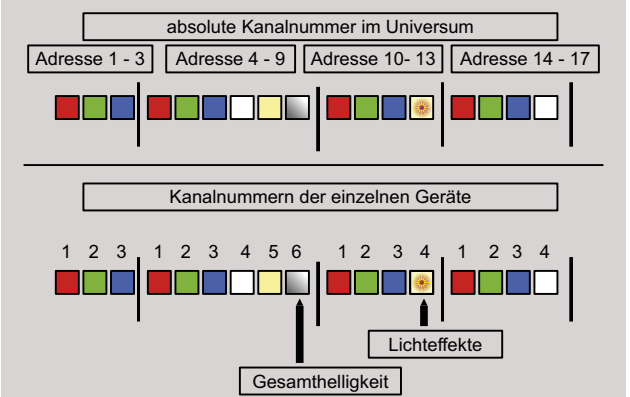 absolute Kanalnummer im Universum
Adresse 1 - 3 Adresse 4 - 9 Adresse 10- 13 Adresse 14 - 17
Kanalnummern der einzelnen Geräte
1 2 3 1 2 3 4 5 6 1 2 3 4 1 2 3 4
Lichteffekte
Gesamthelligkeit